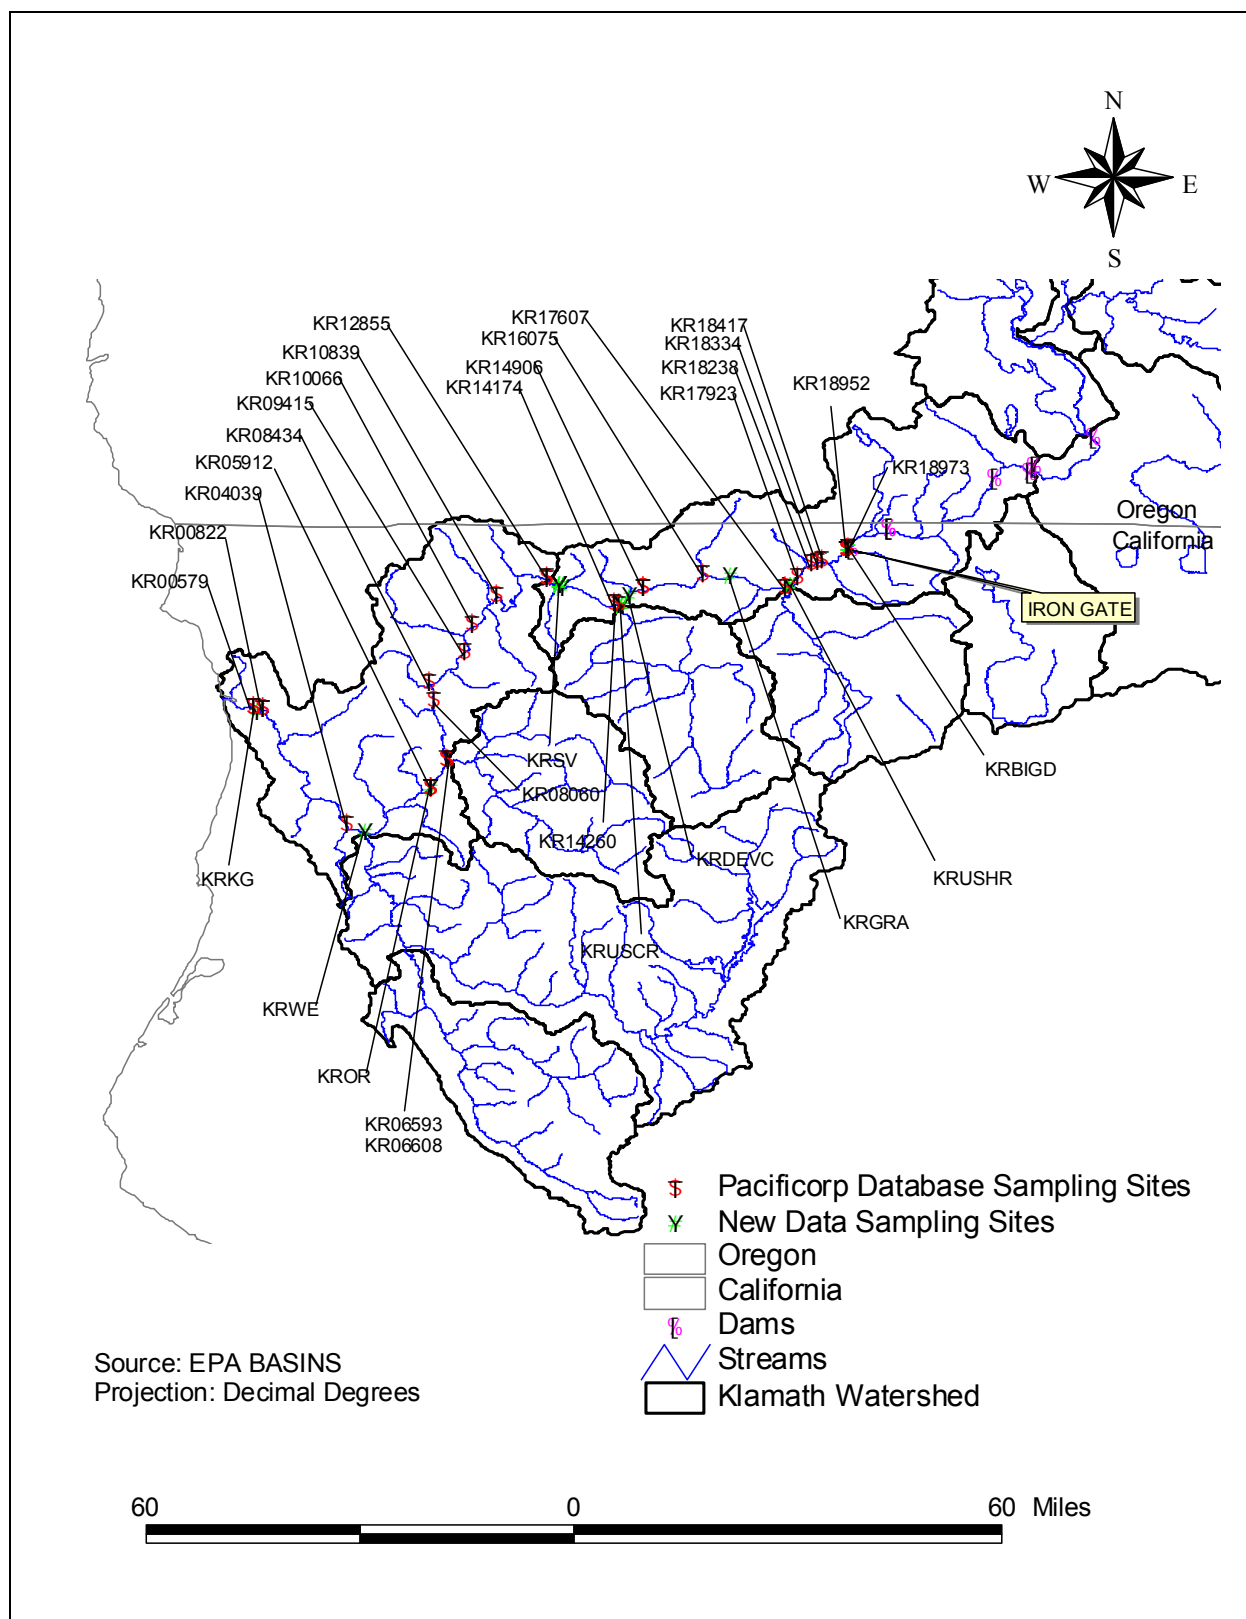 N
W
E
S
KR12855
KR10839
KR10066
KR09415
KR08434
KR05912
KR04039
KR00822
KR00579
KR17607
KR16075
KR14906
KR14174
KR18417
KR18334
KR18238
KR17923
KR18952
KR18973
Oregon
California
IRON GATE
KRSV
KR08060
KR14260
KRDEVC
KRBIGD
KRUSHR
KRGRA
KRUSCR
KRKG
KRWE
KROR
KR06593
KR06608
Pacificorp Database Sampling Sites
New Data Sampling Sites
Oregon
California
Dams
Streams
Klamath Watershed
Source: EPA BASINS
Projection: Decimal Degrees
60 0 60 Miles